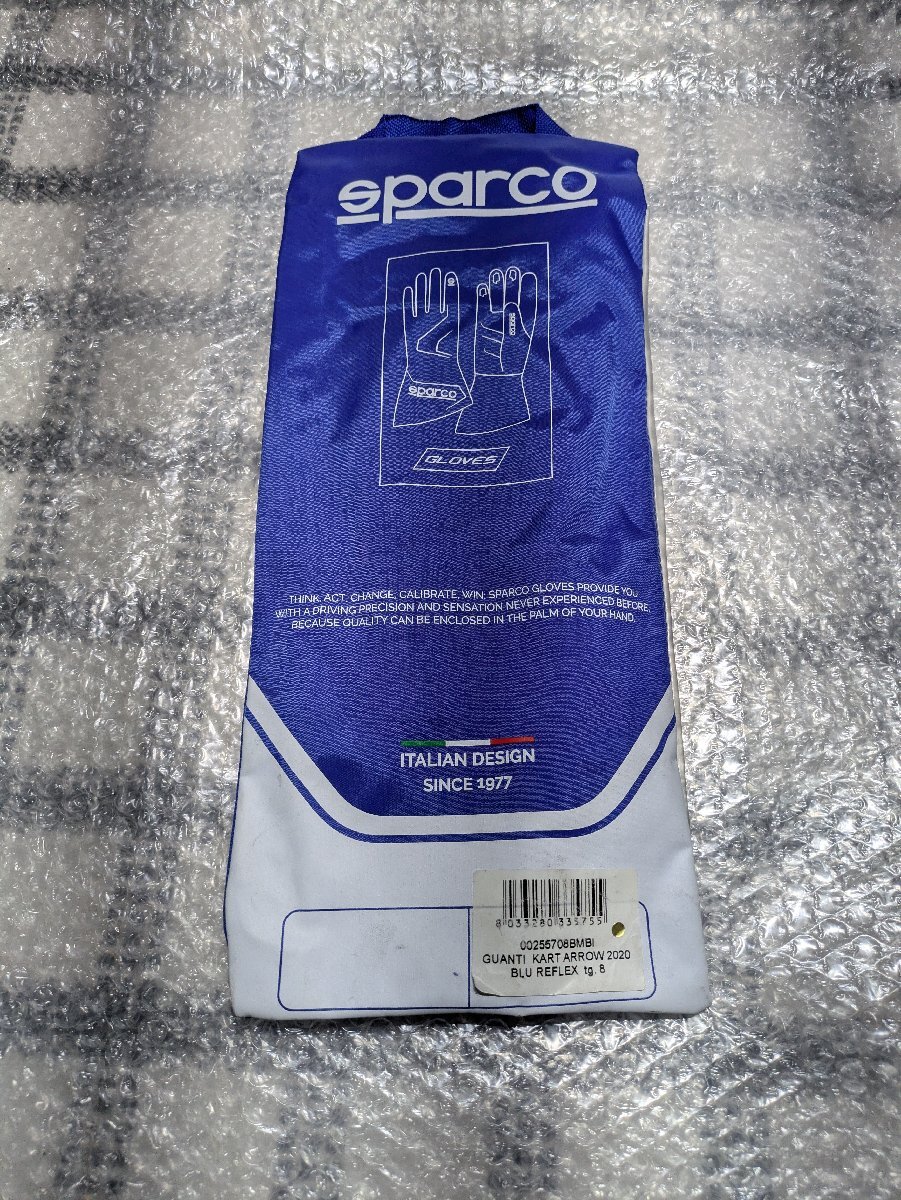 sparco
sparco
sparco
GLOVES
THINK, ACT, CHANGE, CALIBRATE, WIN; SPARCO GLOVES PROVIDE YOU
WITH A DRIVING PRECISION AND SENSATION NEVER EXPERIENCED BEFORE,
BECAUSE QUALITY CAN BE ENCLOSED IN THE PALM OF YOUR HAND.
ITALIAN DESIGN
SINCE 1977
8 033280 335755
00255708BMBI
GUANTI KART ARROW 2020
BLU REFLEX tg. 8